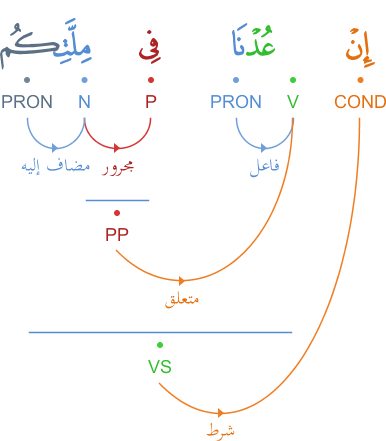 إِنْ عُدْنَا فِى مِلَّتِكُم
COND V PRON P N PRON
فاعل مجرور مضاف إليه
PP
متعلق
VS
شرط